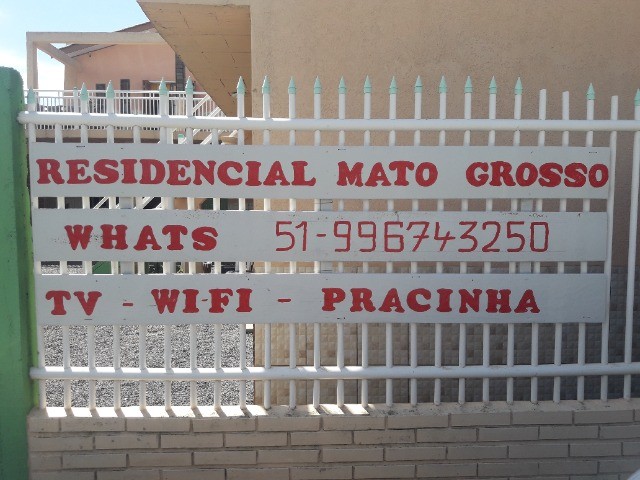 RESIDENCIAL MATO GROSSO
WHATS 51-996743250
TV - WI-FI - PRACINHA